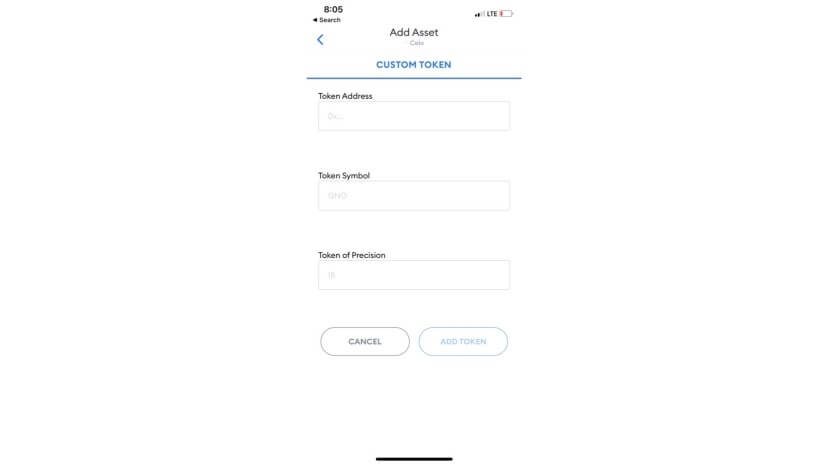 8:05
◀ Search
LTE
Add Asset
Celo
CUSTOM TOKEN
Token Address
0x...
Token Symbol
GNO
Token of Precision
18
CANCEL
ADD TOKEN